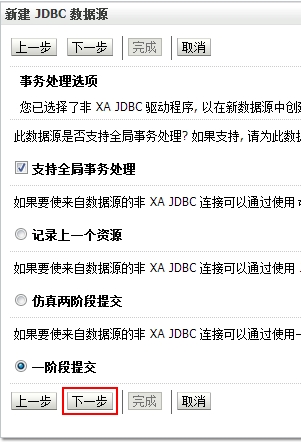 新建 JDBC 数据源
上一步 下一步 完成 取消
事务处理选项
您已选择了非 XA JDBC 驱动程序, 以在新数据源中创建
此数据源是否支持全局事务处理? 如果支持, 请为此数据
支持全局事务处理
如果要使来自数据源的非 XA JDBC 连接可以通过使用
记录上一个资源
如果要使来自数据源的非 XA JDBC 连接可以通过使用
仿真两阶段提交
如果要使来自数据源的非 XA JDBC 连接可以通过使用一
一阶段提交
上一步 下一步 完成 取消